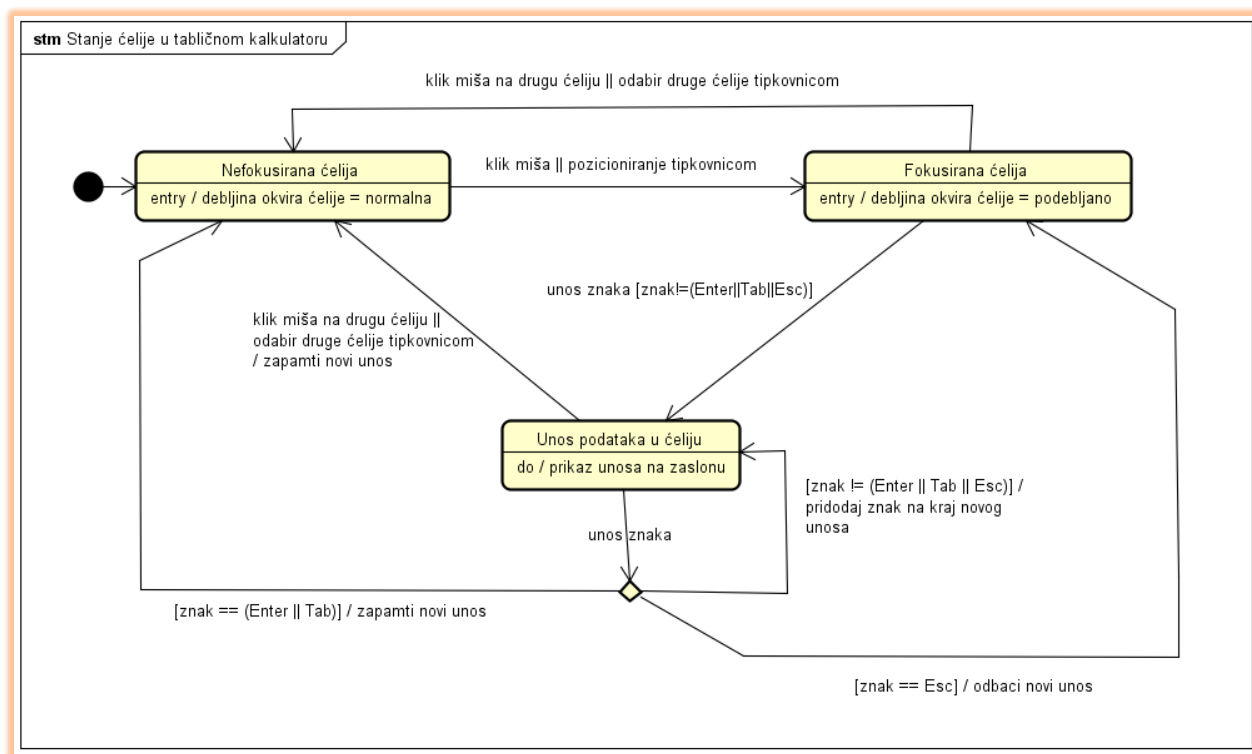 stm Stanje ćelije u tabličnom kalkulatoru
klik miša na drugu ćeliju || odabir druge ćelije tipkovnicom
Nefokusirana ćelija
entry / debljina okvira ćelije = normalna
klik miša || pozicioniranje tipkovnicom
Fokusirana ćelija
entry / debljina okvira ćelije = podebljano
unos znaka [znak!=(Enter||Tab||Esc)]
klik miša na drugu ćeliju ||
odabir druge ćelije tipkovnicom
/ zapamti novi unos
Unos podataka u ćeliju
do / prikaz unosa na zaslonu
[znak != (Enter || Tab || Esc)] /
pridodaj znak na kraj novog
unosa
unos znaka
[znak == (Enter || Tab)] / zapamti novi unos
[znak == Esc] / odbaci novi unos